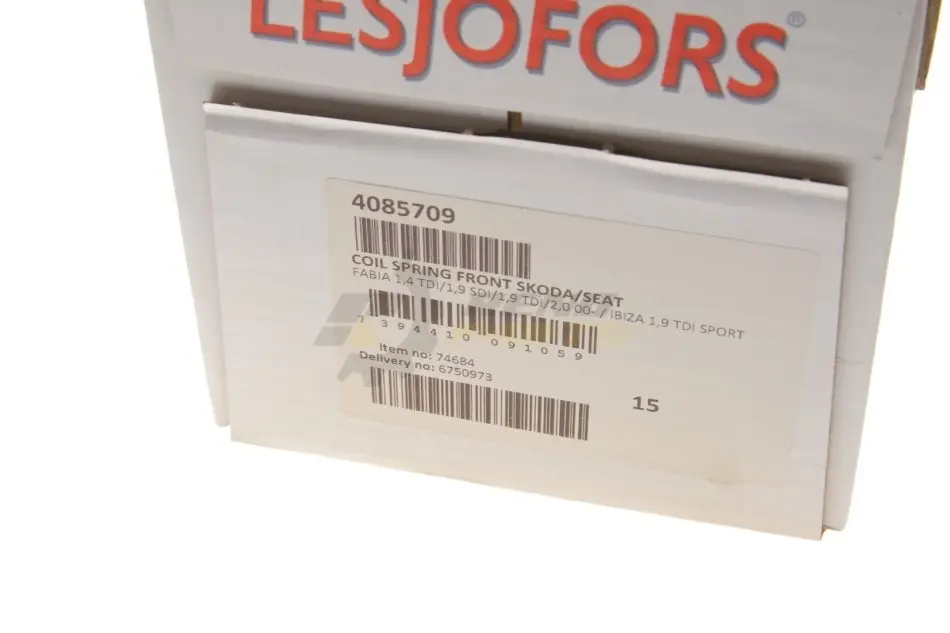 LESJÖFORS®
4085709
COIL SPRING FRONT SKODA/SEAT
FABIA 1,4 TDI/1,9 SDI/1,9 TDI/2,0 00-/ IBIZA 1,9 TDI SPORT
7 394410 091059
Item no: 74684
Delivery no: 6750973
15